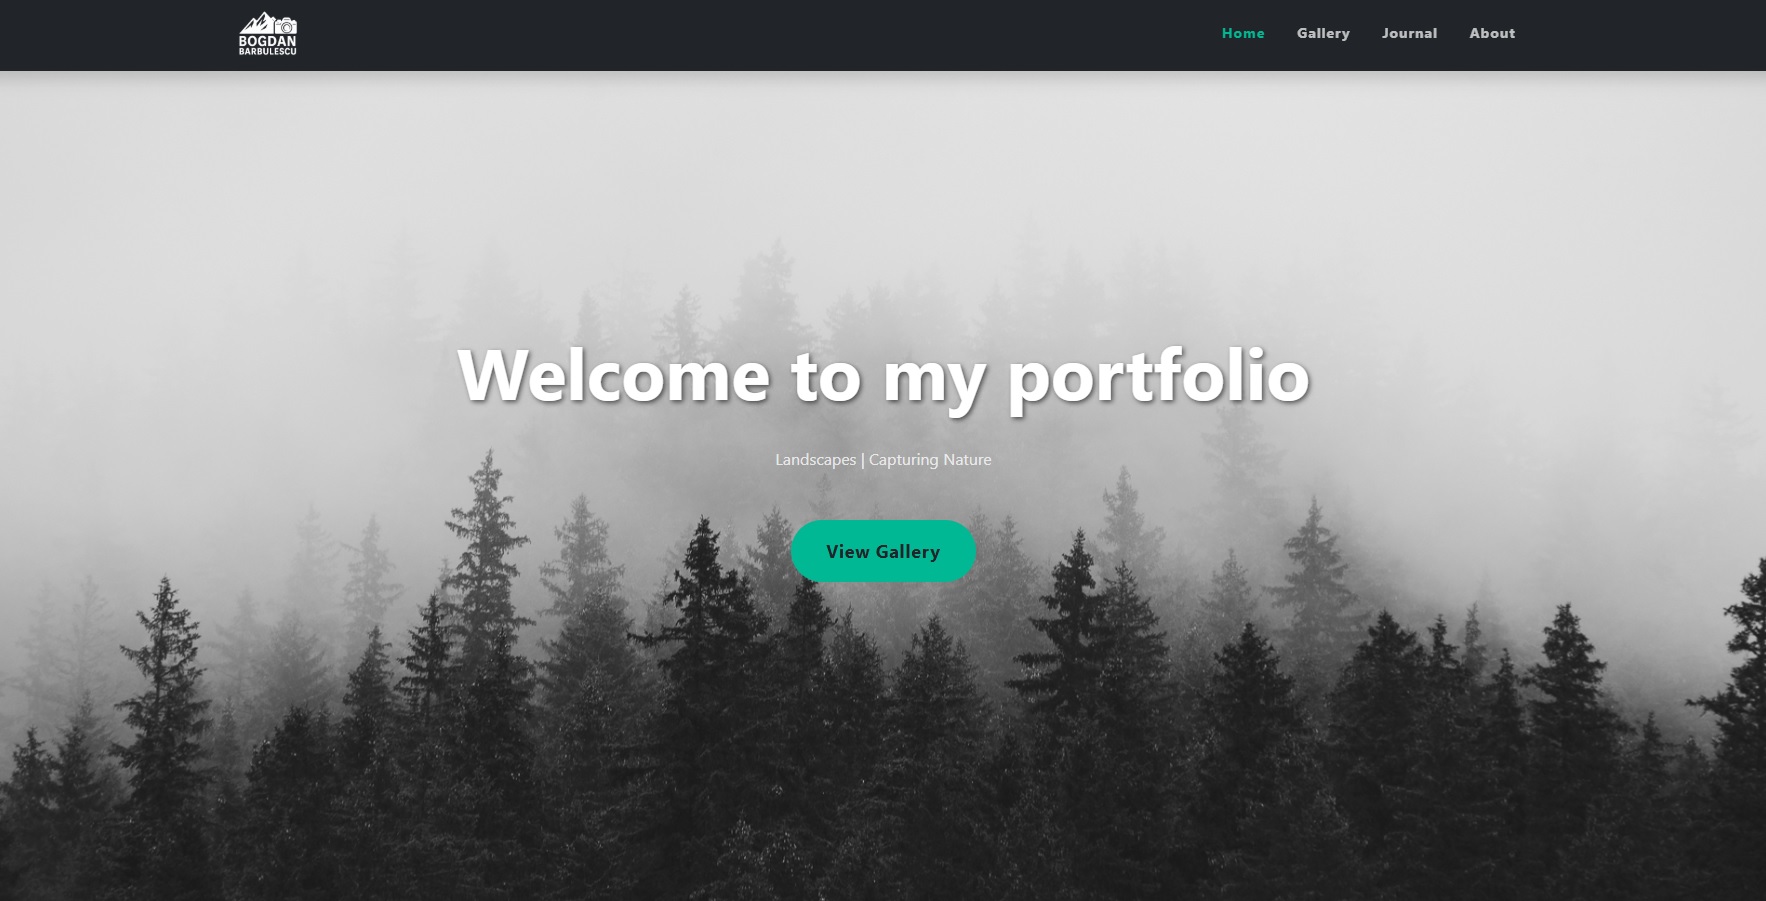 BOGDAN
BARBULESCU
Home Gallery Journal About
Welcome to my portfolio
Landscapes | Capturing Nature
View Gallery